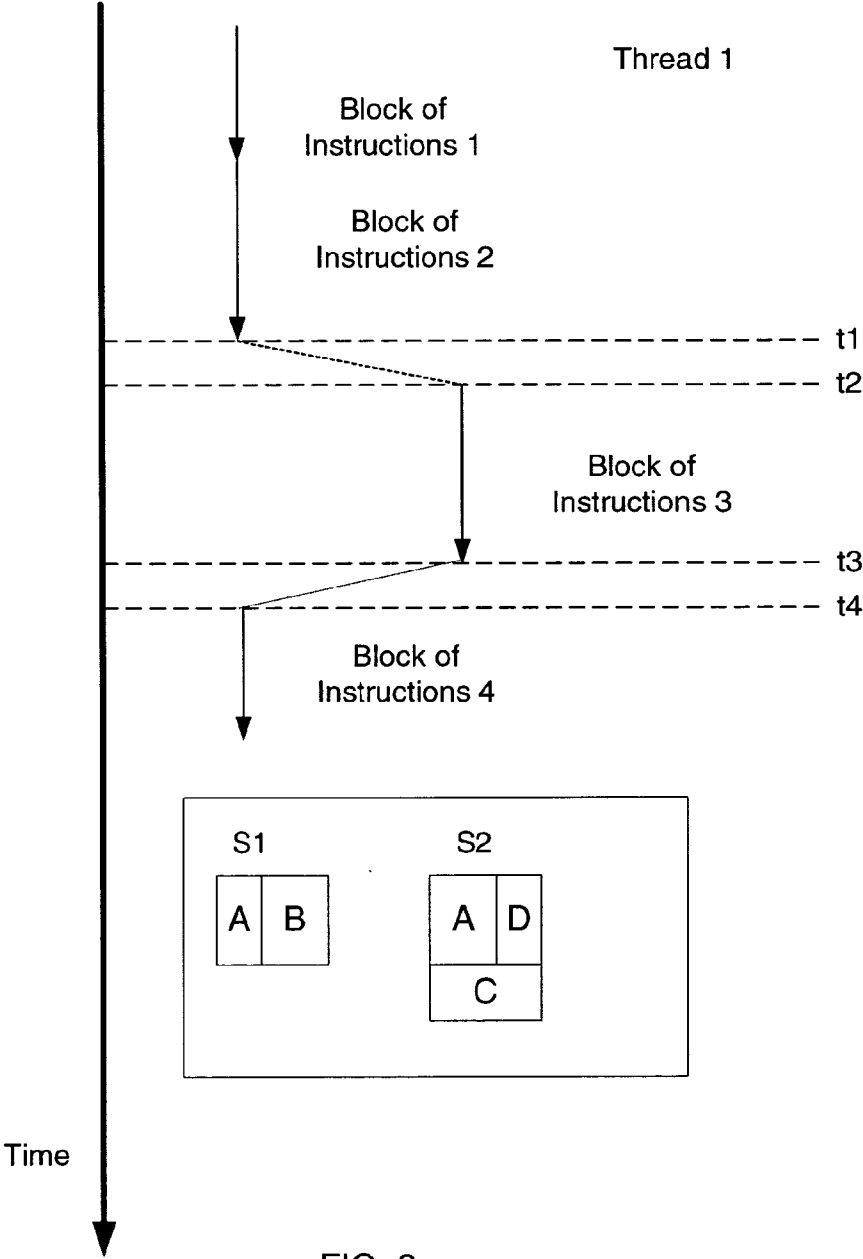 Thread 1
Block of
Instructions 1
Block of
Instructions 2
t1
t2
Block of
Instructions 3
t3
t4
Block of
Instructions 4
S1
S2
A
B
A
D
C
Time